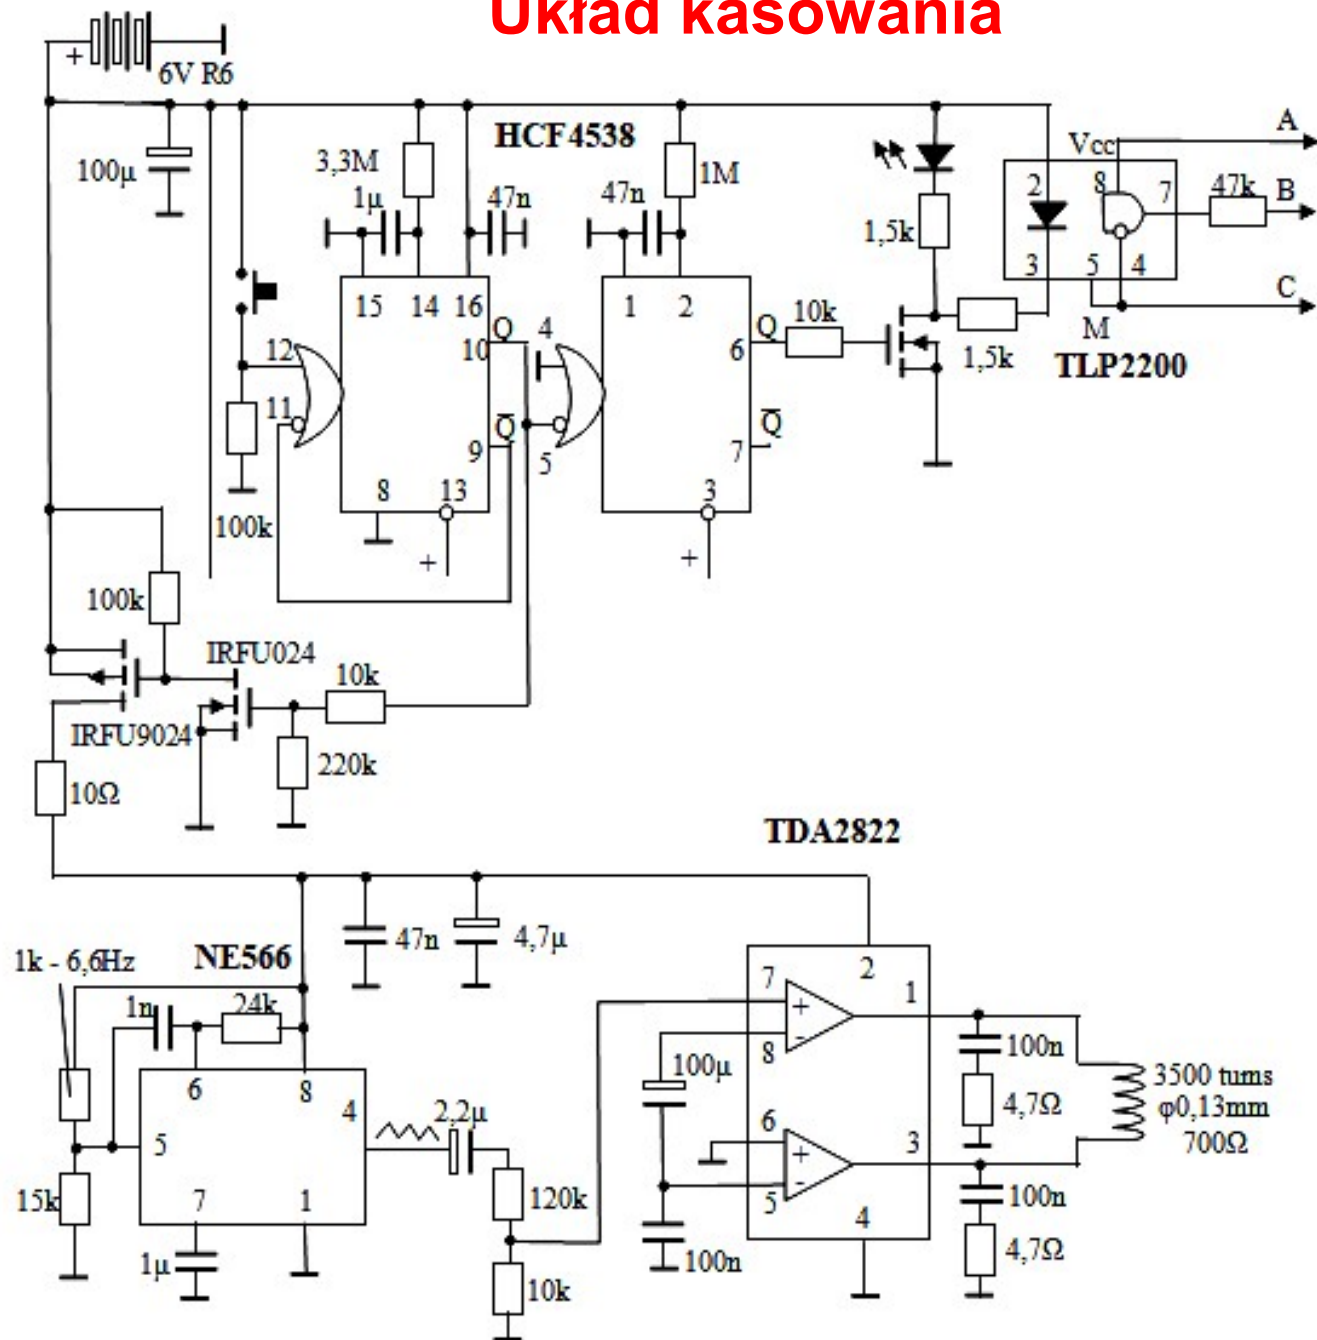 Układ kasowania
+
6V R6
100µ
HCF4538
3,3M
1µ
47n
47n
1M
1,5k
Vcc
A
2
8
7
47k
B
3
5
4
C
M
TLP2200
1,5k
15
14
16
10
Q
12
11
9
Q
8
13
+
100k
4
5
1
2
6
Q
7
Q
3
+
10k
100k
IRFU024
IRFU9024
10k
220k
10Ω
TDA2822
1k - 6,6Hz
NE566
47n
4,7µ
1n
24k
6
8
4
5
7
1
15k
1µ
2,2µ
120k
10k
100µ
100n
7
8
6
5
+
-
+
-
2
1
3
4
100n
4,7Ω
100n
4,7Ω
3500 turns
φ0,13mm
700Ω